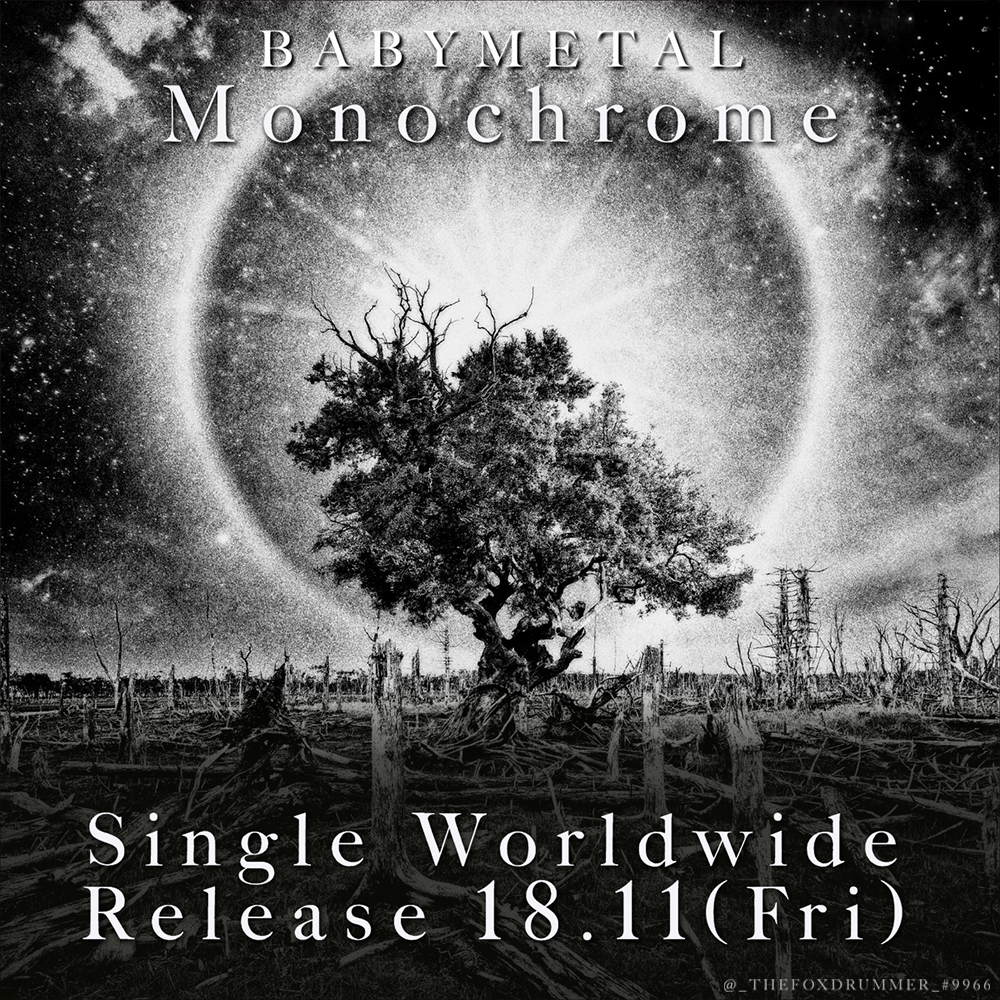 BABYMETAL
Monochrome
Single Worldwide
Release 18.11(Fri)
@_THEFOXDRUMMER_#9966